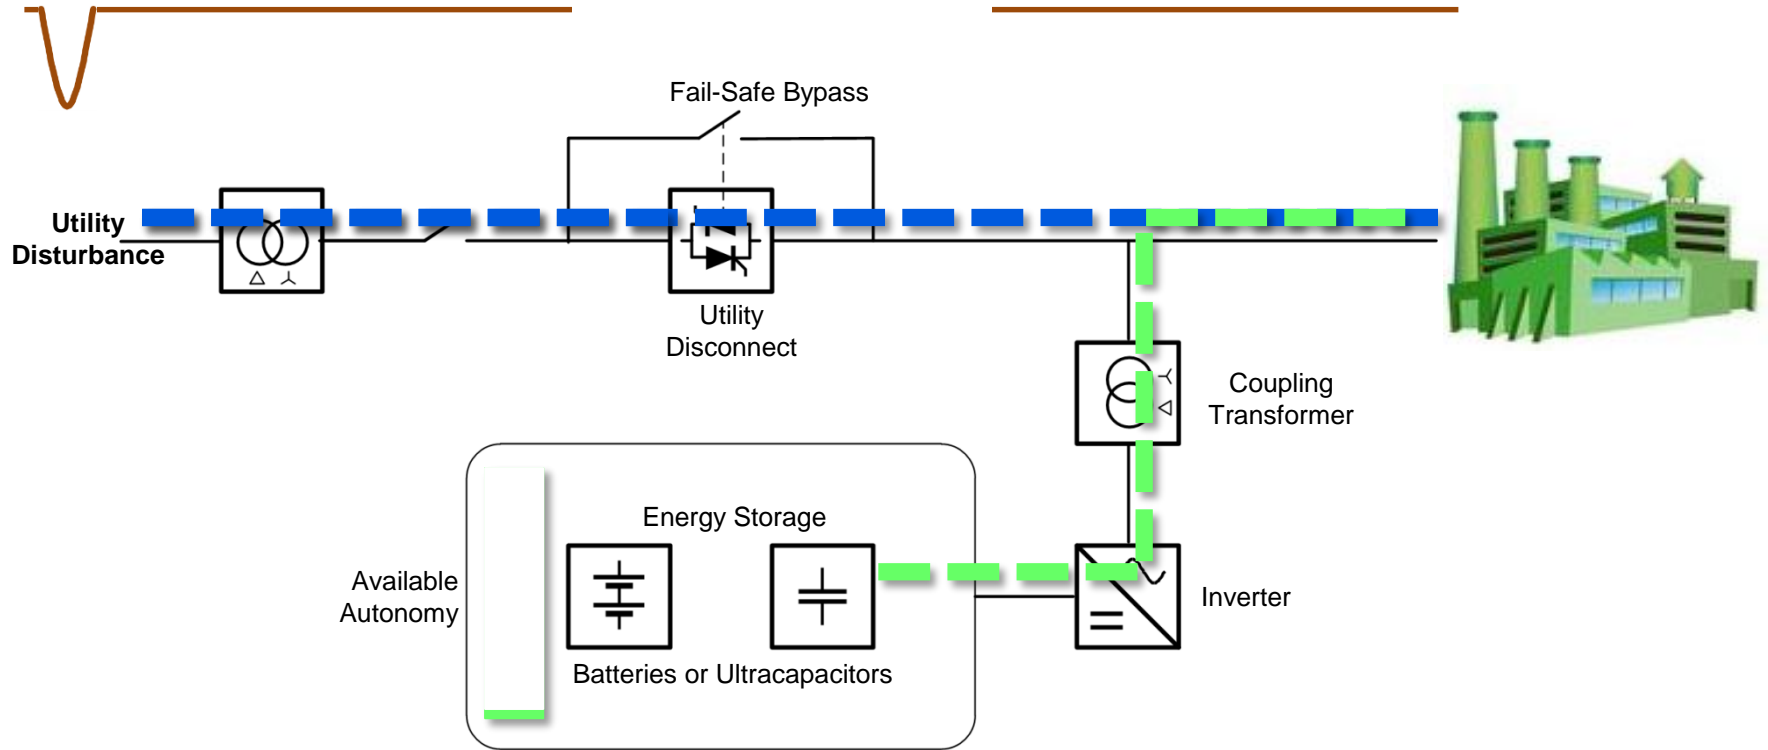 Fail-Safe Bypass
Utility
Disturbance
Utility
Disconnect
Coupling
Transformer
Energy Storage
Available
Autonomy
Inverter
Batteries or Ultracapacitors